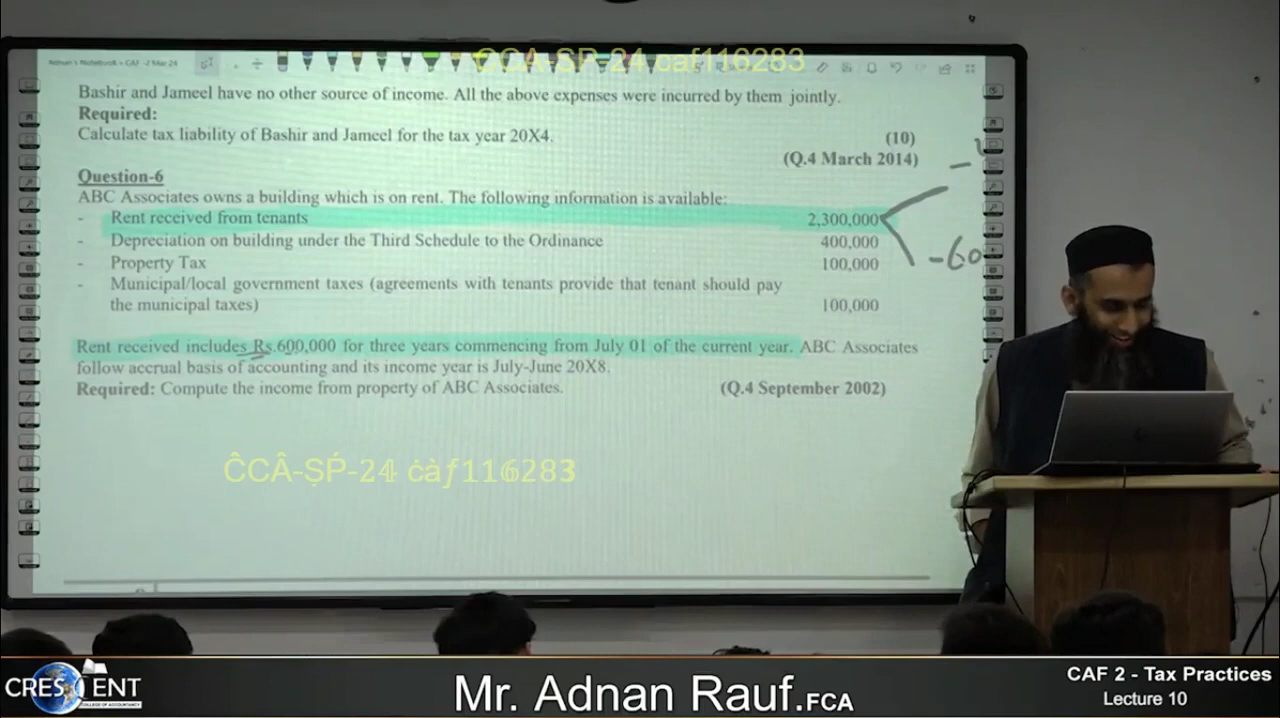 CCA-SP-24 caf116283
Bashir and Jameel have no other source of income. All the above expenses were incurred by them jointly.
Required:
Calculate tax liability of Bashir and Jameel for the tax year 20X4. (10)
(Q.4 March 2014)
Question-6
ABC Associates owns a building which is on rent. The following information is available:
- Rent received from tenants 2,300,000
- Depreciation on building under the Third Schedule to the Ordinance 400,000
- Property Tax 100,000
- Municipal/local government taxes (agreements with tenants provide that tenant should pay
the municipal taxes) 100,000
-60
Rent received includes Rs.600,000 for three years commencing from July 01 of the current year. ABC Associates
follow accrual basis of accounting and its income year is July-June 20X8.
Required: Compute the income from property of ABC Associates. (Q.4 September 2002)
ĈCÂ-ṢṔ-24 ċàƒ116283
CRESCENT
COLLEGE OF ACCOUNTANCY
Mr. Adnan Rauf.FCA
CAF 2 - Tax Practices
Lecture 10